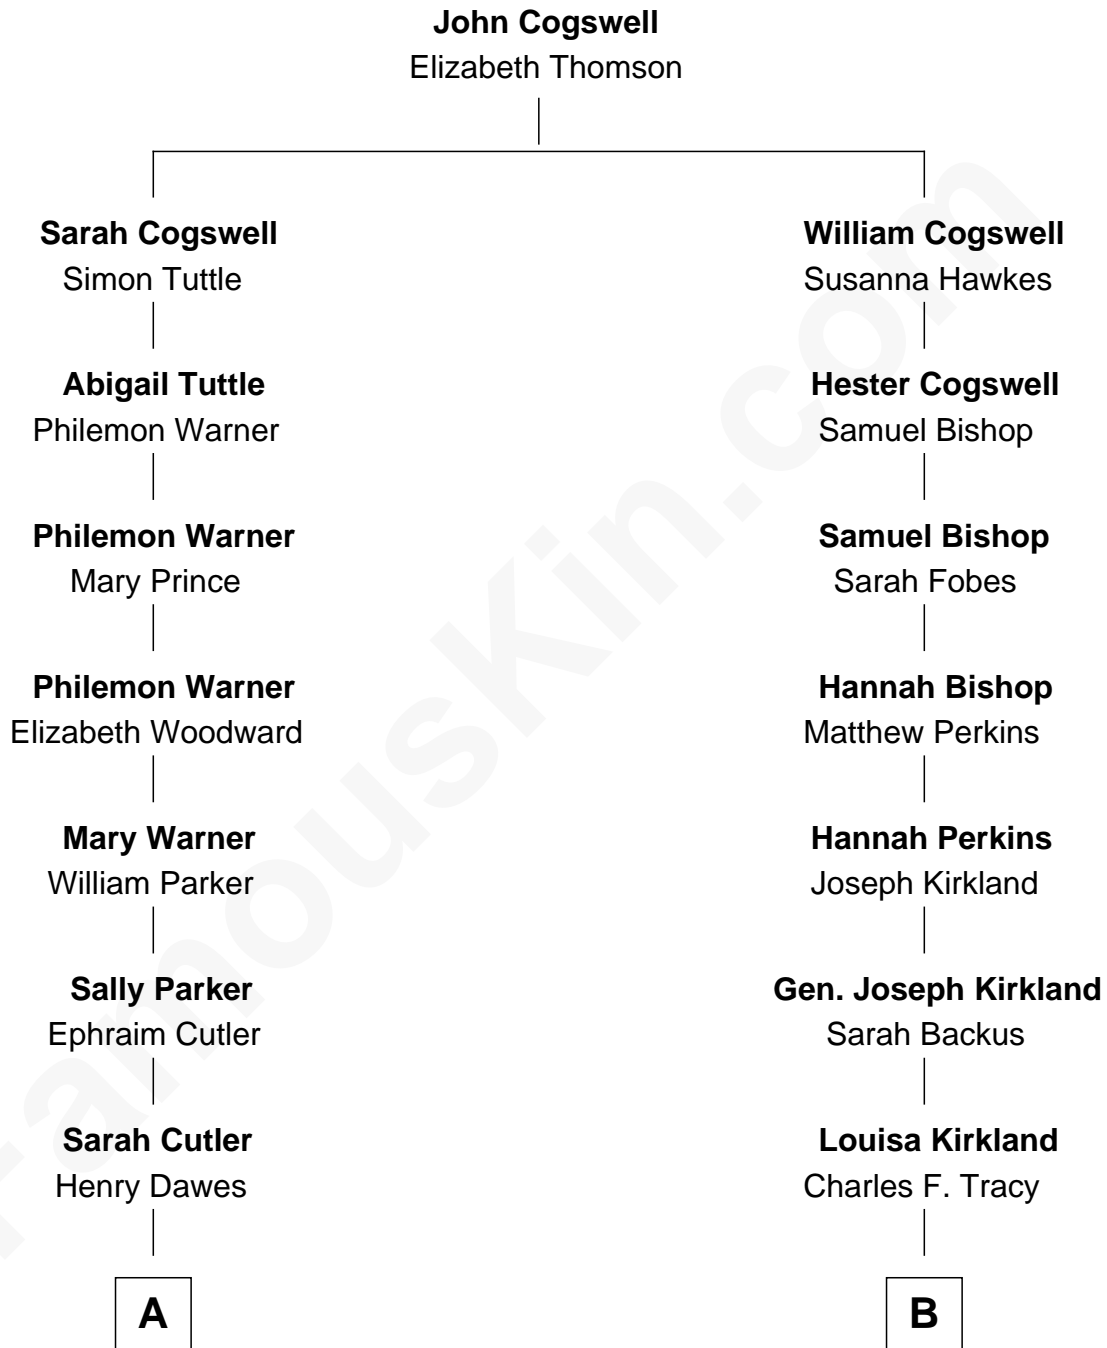 John Cogswell
Elizabeth Thomson
Sarah Cogswell
Simon Tuttle
William Cogswell
Susanna Hawkes
Abigail Tuttle
Philemon Warner
Hester Cogswell
Samuel Bishop
Philemon Warner
Mary Prince
Samuel Bishop
Sarah Fobes
Philemon Warner
Elizabeth Woodward
Hannah Bishop
Matthew Perkins
Mary Warner
William Parker
Hannah Perkins
Joseph Kirkland
Sally Parker
Ephraim Cutler
Gen. Joseph Kirkland
Sarah Backus
Sarah Cutler
Henry Dawes
Louisa Kirkland
Charles F. Tracy
A
B
FamousKin.com